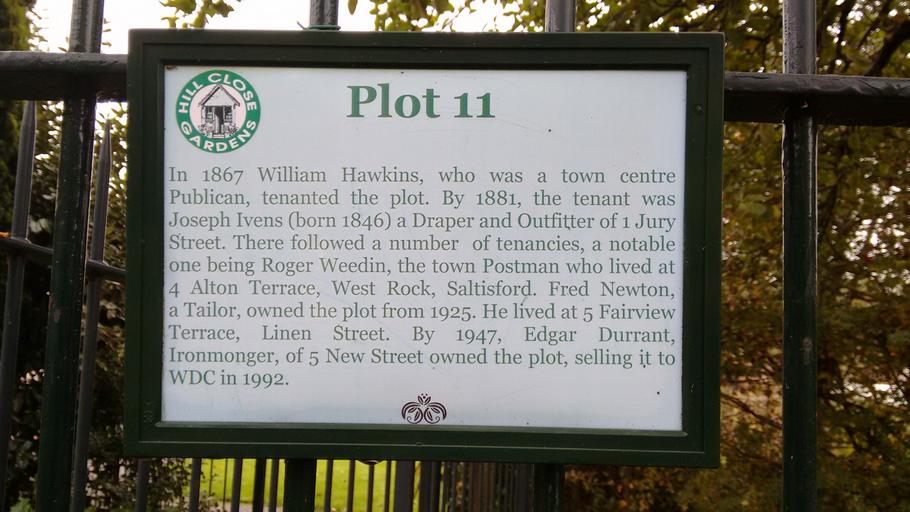 HILL CLOSE GARDENS
Plot 11
In 1867 William Hawkins, who was a town centre
Publican, tenanted the plot. By 1881, the tenant was
Joseph Ivens (born 1846) a Draper and Outfitter of 1 Jury
Street. There followed a number of tenancies, a notable
one being Roger Weedin, the town Postman who lived at
4 Alton Terrace, West Rock, Saltisford. Fred Newton,
a Tailor, owned the plot from 1925. He lived at 5 Fairview
Terrace, Linen Street. By 1947, Edgar Durrant,
Ironmonger, of 5 New Street owned the plot, selling it to
WDC in 1992.